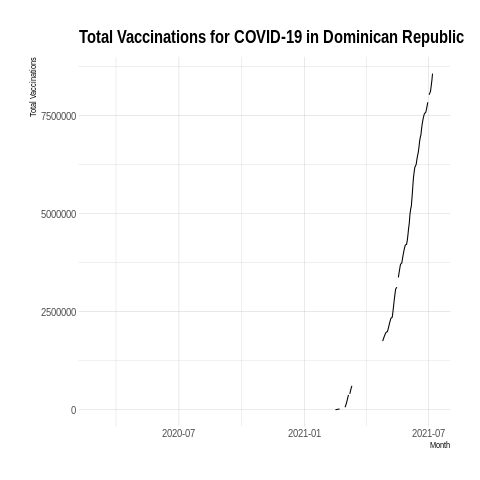 Total Vaccinations for COVID-19 in Dominican Republic
Total Vaccinations
7500000
5000000
2500000
0
2020-07
2021-01
2021-07
Month